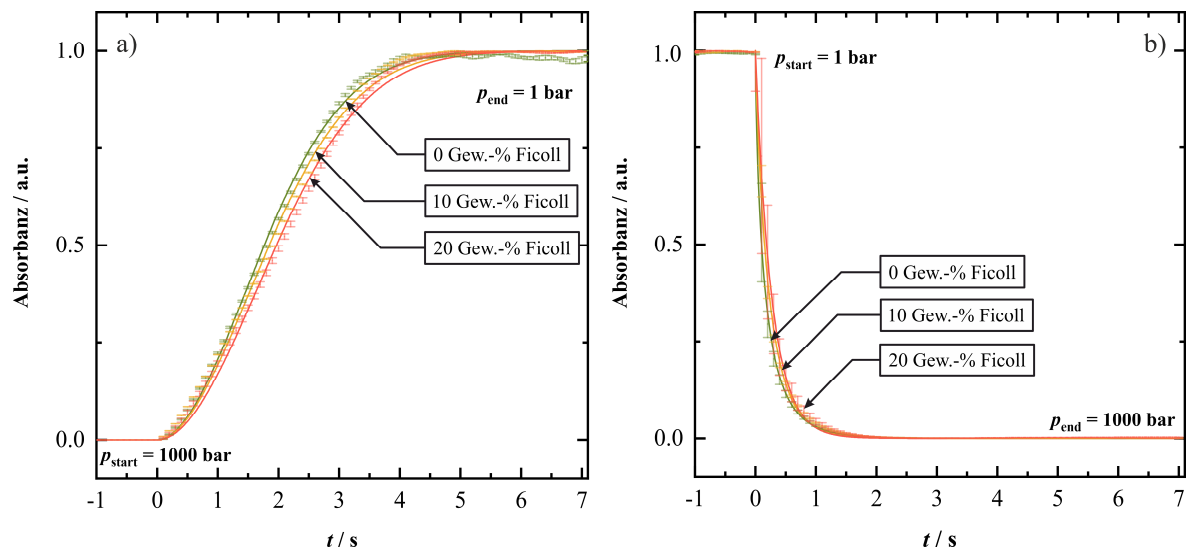 a)
1.0
0.5
0.0
Absorbanz / a.u.
p_end = 1 bar
0 Gew.-% Ficoll
10 Gew.-% Ficoll
20 Gew.-% Ficoll
p_start = 1000 bar
-1 0 1 2 3 4 5 6 7
t / s
b)
1.0
0.5
0.0
Absorbanz / a.u.
p_start = 1 bar
0 Gew.-% Ficoll
10 Gew.-% Ficoll
20 Gew.-% Ficoll
p_end = 1000 bar
-1 0 1 2 3 4 5 6 7
t / s